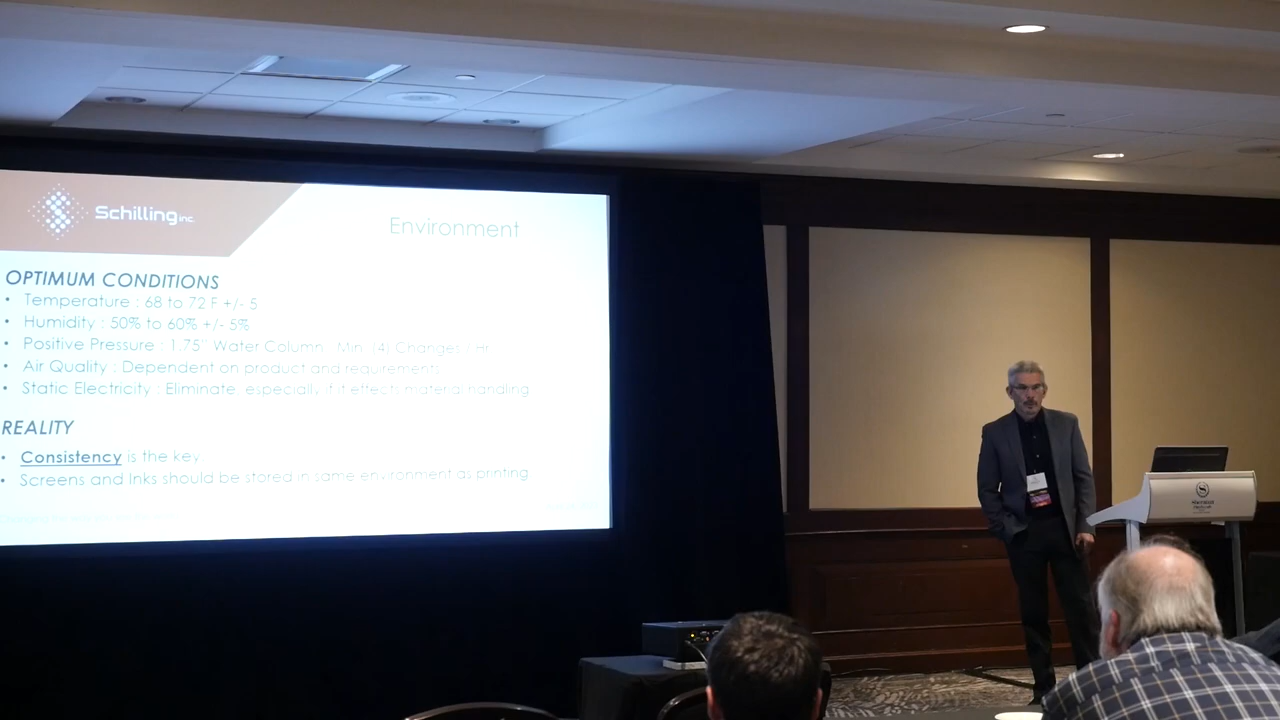 Schilling inc.
Environment
OPTIMUM CONDITIONS
• Temperature : 68 to 72 F +/- 5
• Humidity : 50% to 60% +/- 5%
• Positive Pressure : 1.75" Water Column, Min. (4) Changes / Hr
• Air Quality : Dependent on product and requirements
• Static Electricity : Eliminate, especially effects material handling
REALITY
• Consistency is the key.
• Screens and Inks should be stored in same environment as printing
Sheraton